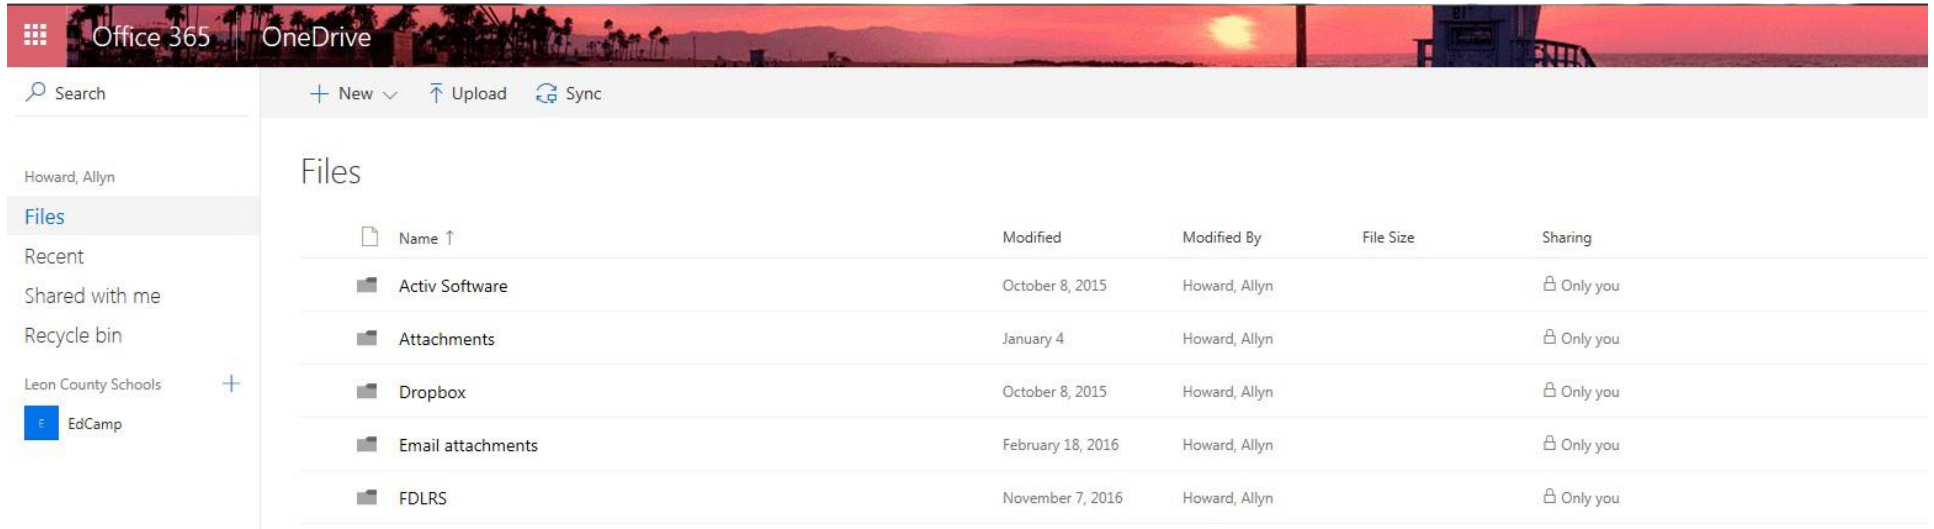 Office 365 OneDrive
Search
New Upload Sync
Howard, Allyn
Files
Recent
Shared with me
Recycle bin
Leon County Schools
E EdCamp
Files
Name Modified Modified By File Size Sharing
Activ Software October 8, 2015 Howard, Allyn Only you
Attachments January 4 Howard, Allyn Only you
Dropbox October 8, 2015 Howard, Allyn Only you
Email attachments February 18, 2016 Howard, Allyn Only you
FDLRS November 7, 2016 Howard, Allyn Only you